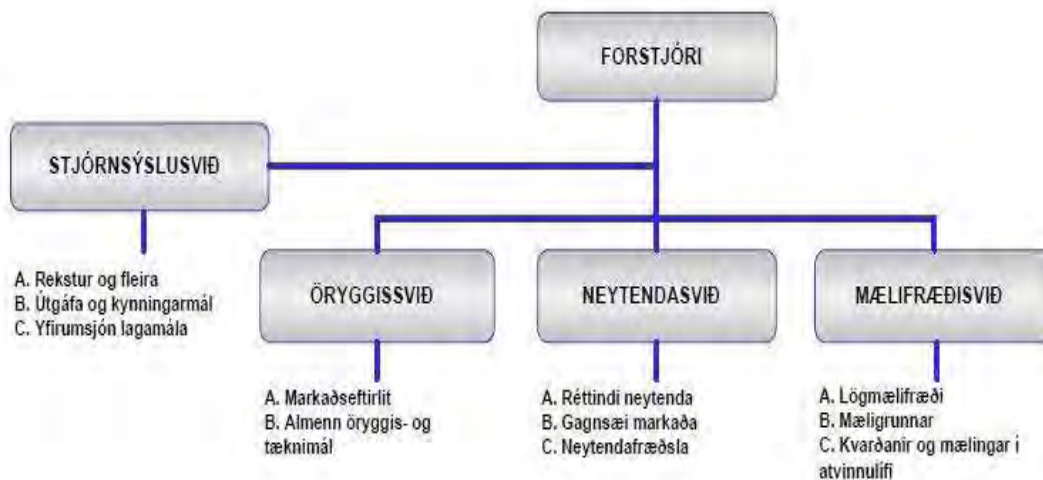 FORSTJÓRI
STJÓRNSÝSLUSVIÐ
A. Rekstur og fleira
B. Útgáfa og kynningarmál
C. Yfirumsjón lagamála
ÖRYGGISSVIÐ
A. Markaðseftirlit
B. Almenn öryggis- og
tæknimál
NEYTENDASVIÐ
A. Réttindi neytenda
B. Gagnsæi markaða
C. Neytendafræðsla
MÆLIFRÆÐISVIÐ
A. Lögmælifræði
B. Mæligrunnar
C. Kvarðanir og mælingar í
atvinnulífi